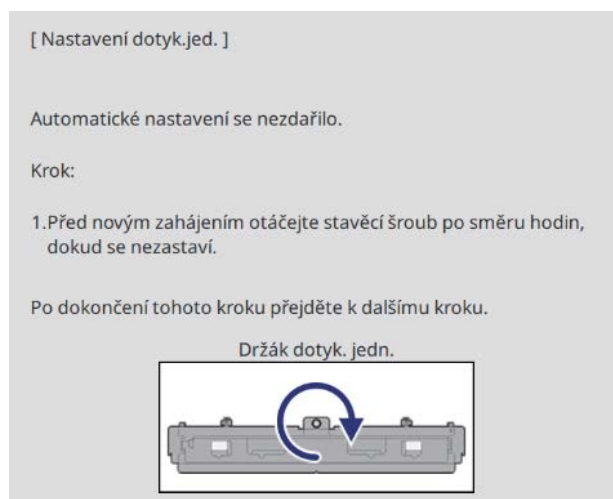 [ Nastavení dotyk.jed. ]
Automatické nastavení se nezdařilo.
Krok:
1.Před novým zahájením otáčejte stavěcí šroub po směru hodin,
dokud se nezastaví.
Po dokončení tohoto kroku přejděte k dalšímu kroku.
Držák dotyk. jedn.